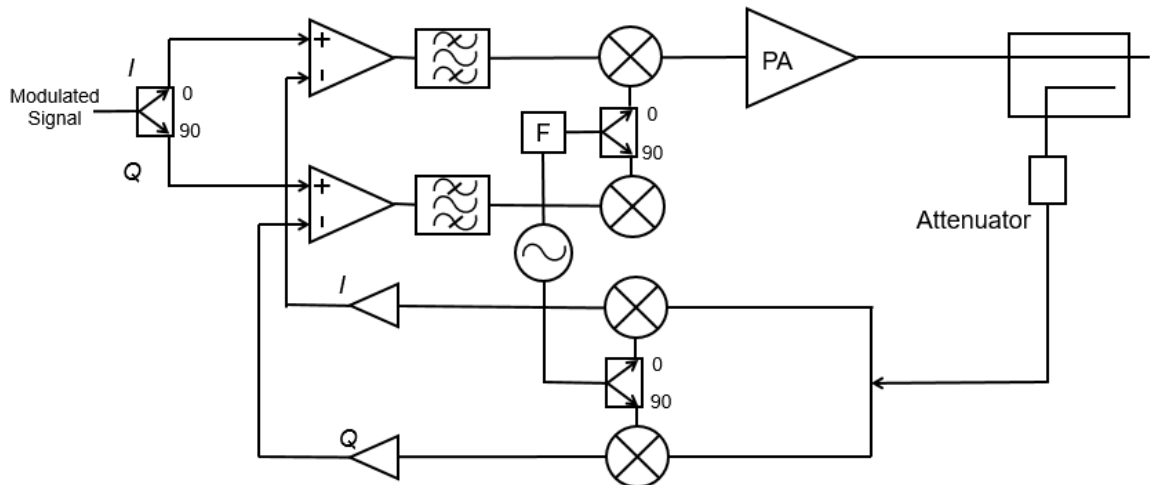 I
Modulated
Signal
0
90
Q
+
-
+
-
F
0
90
PA
Attenuator
I
0
90
Q